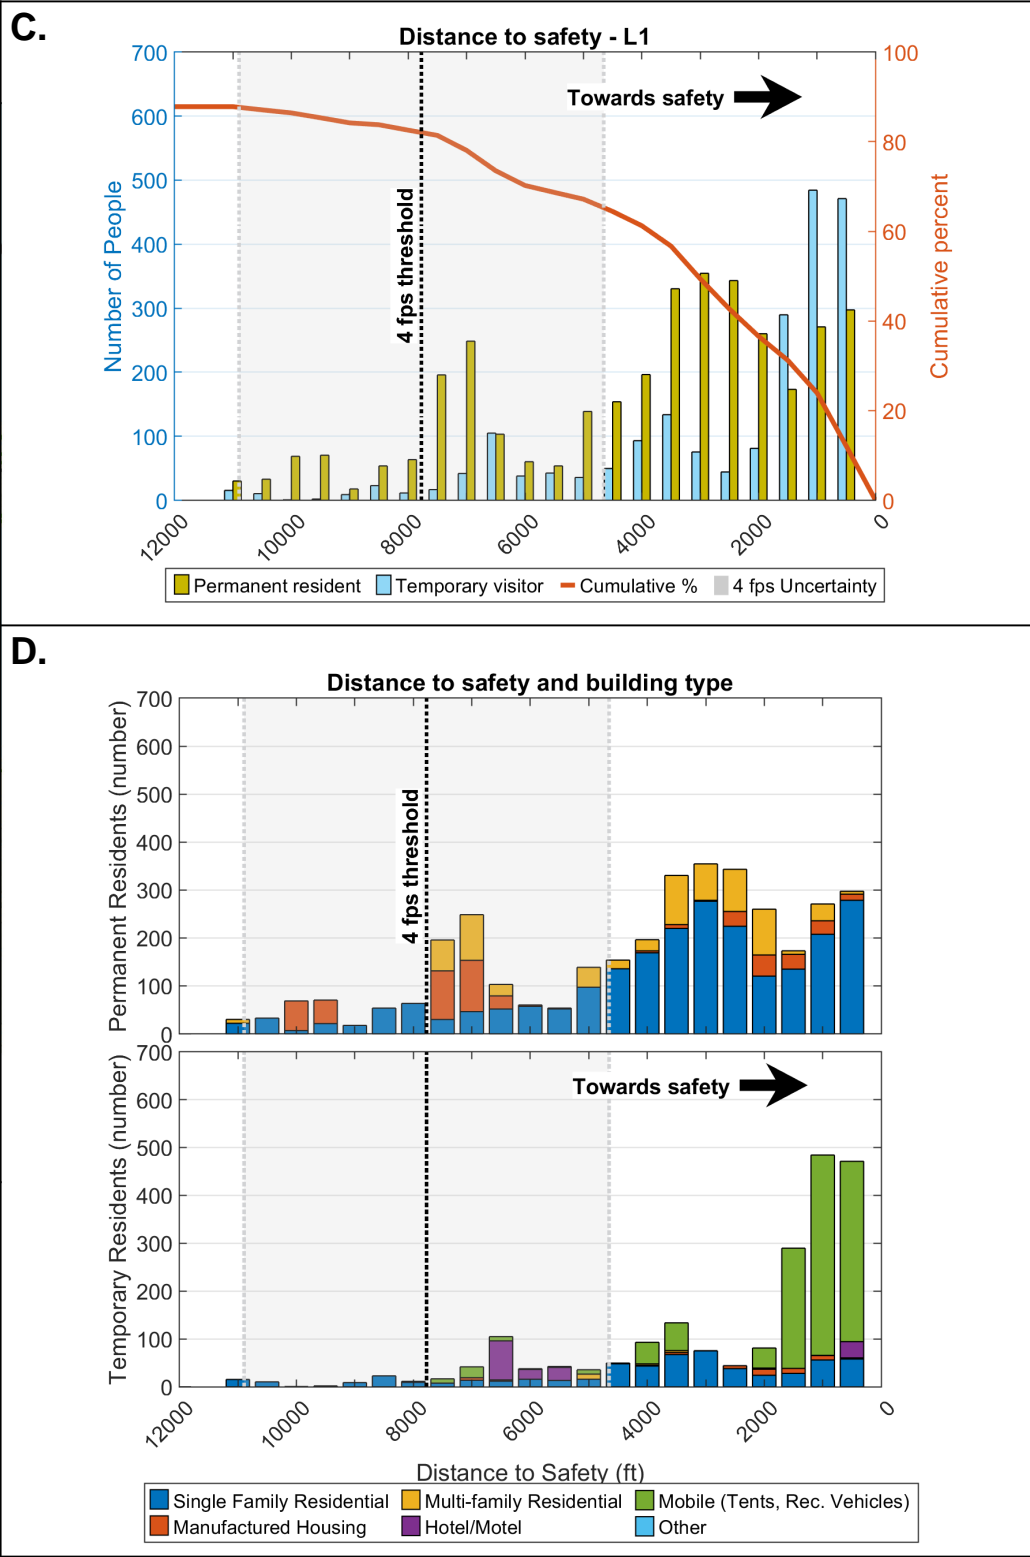 C.
Distance to safety - L1
700
600
500
400
300
200
100
0
Number of People
100
80
60
40
20
0
Cumulative percent
Towards safety
4 fps threshold
12000
10000
8000
6000
4000
2000
0
Permanent resident
Temporary visitor
Cumulative %
4 fps Uncertainty
D.
Distance to safety and building type
700
600
500
400
300
200
100
0
Permanent Residents (number)
4 fps threshold
700
600
500
400
300
200
100
0
Temporary Residents (number)
Towards safety
12000
10000
8000
6000
4000
2000
0
Distance to Safety (ft)
Single Family Residential
Multi-family Residential
Mobile (Tents, Rec. Vehicles)
Manufactured Housing
Hotel/Motel
Other